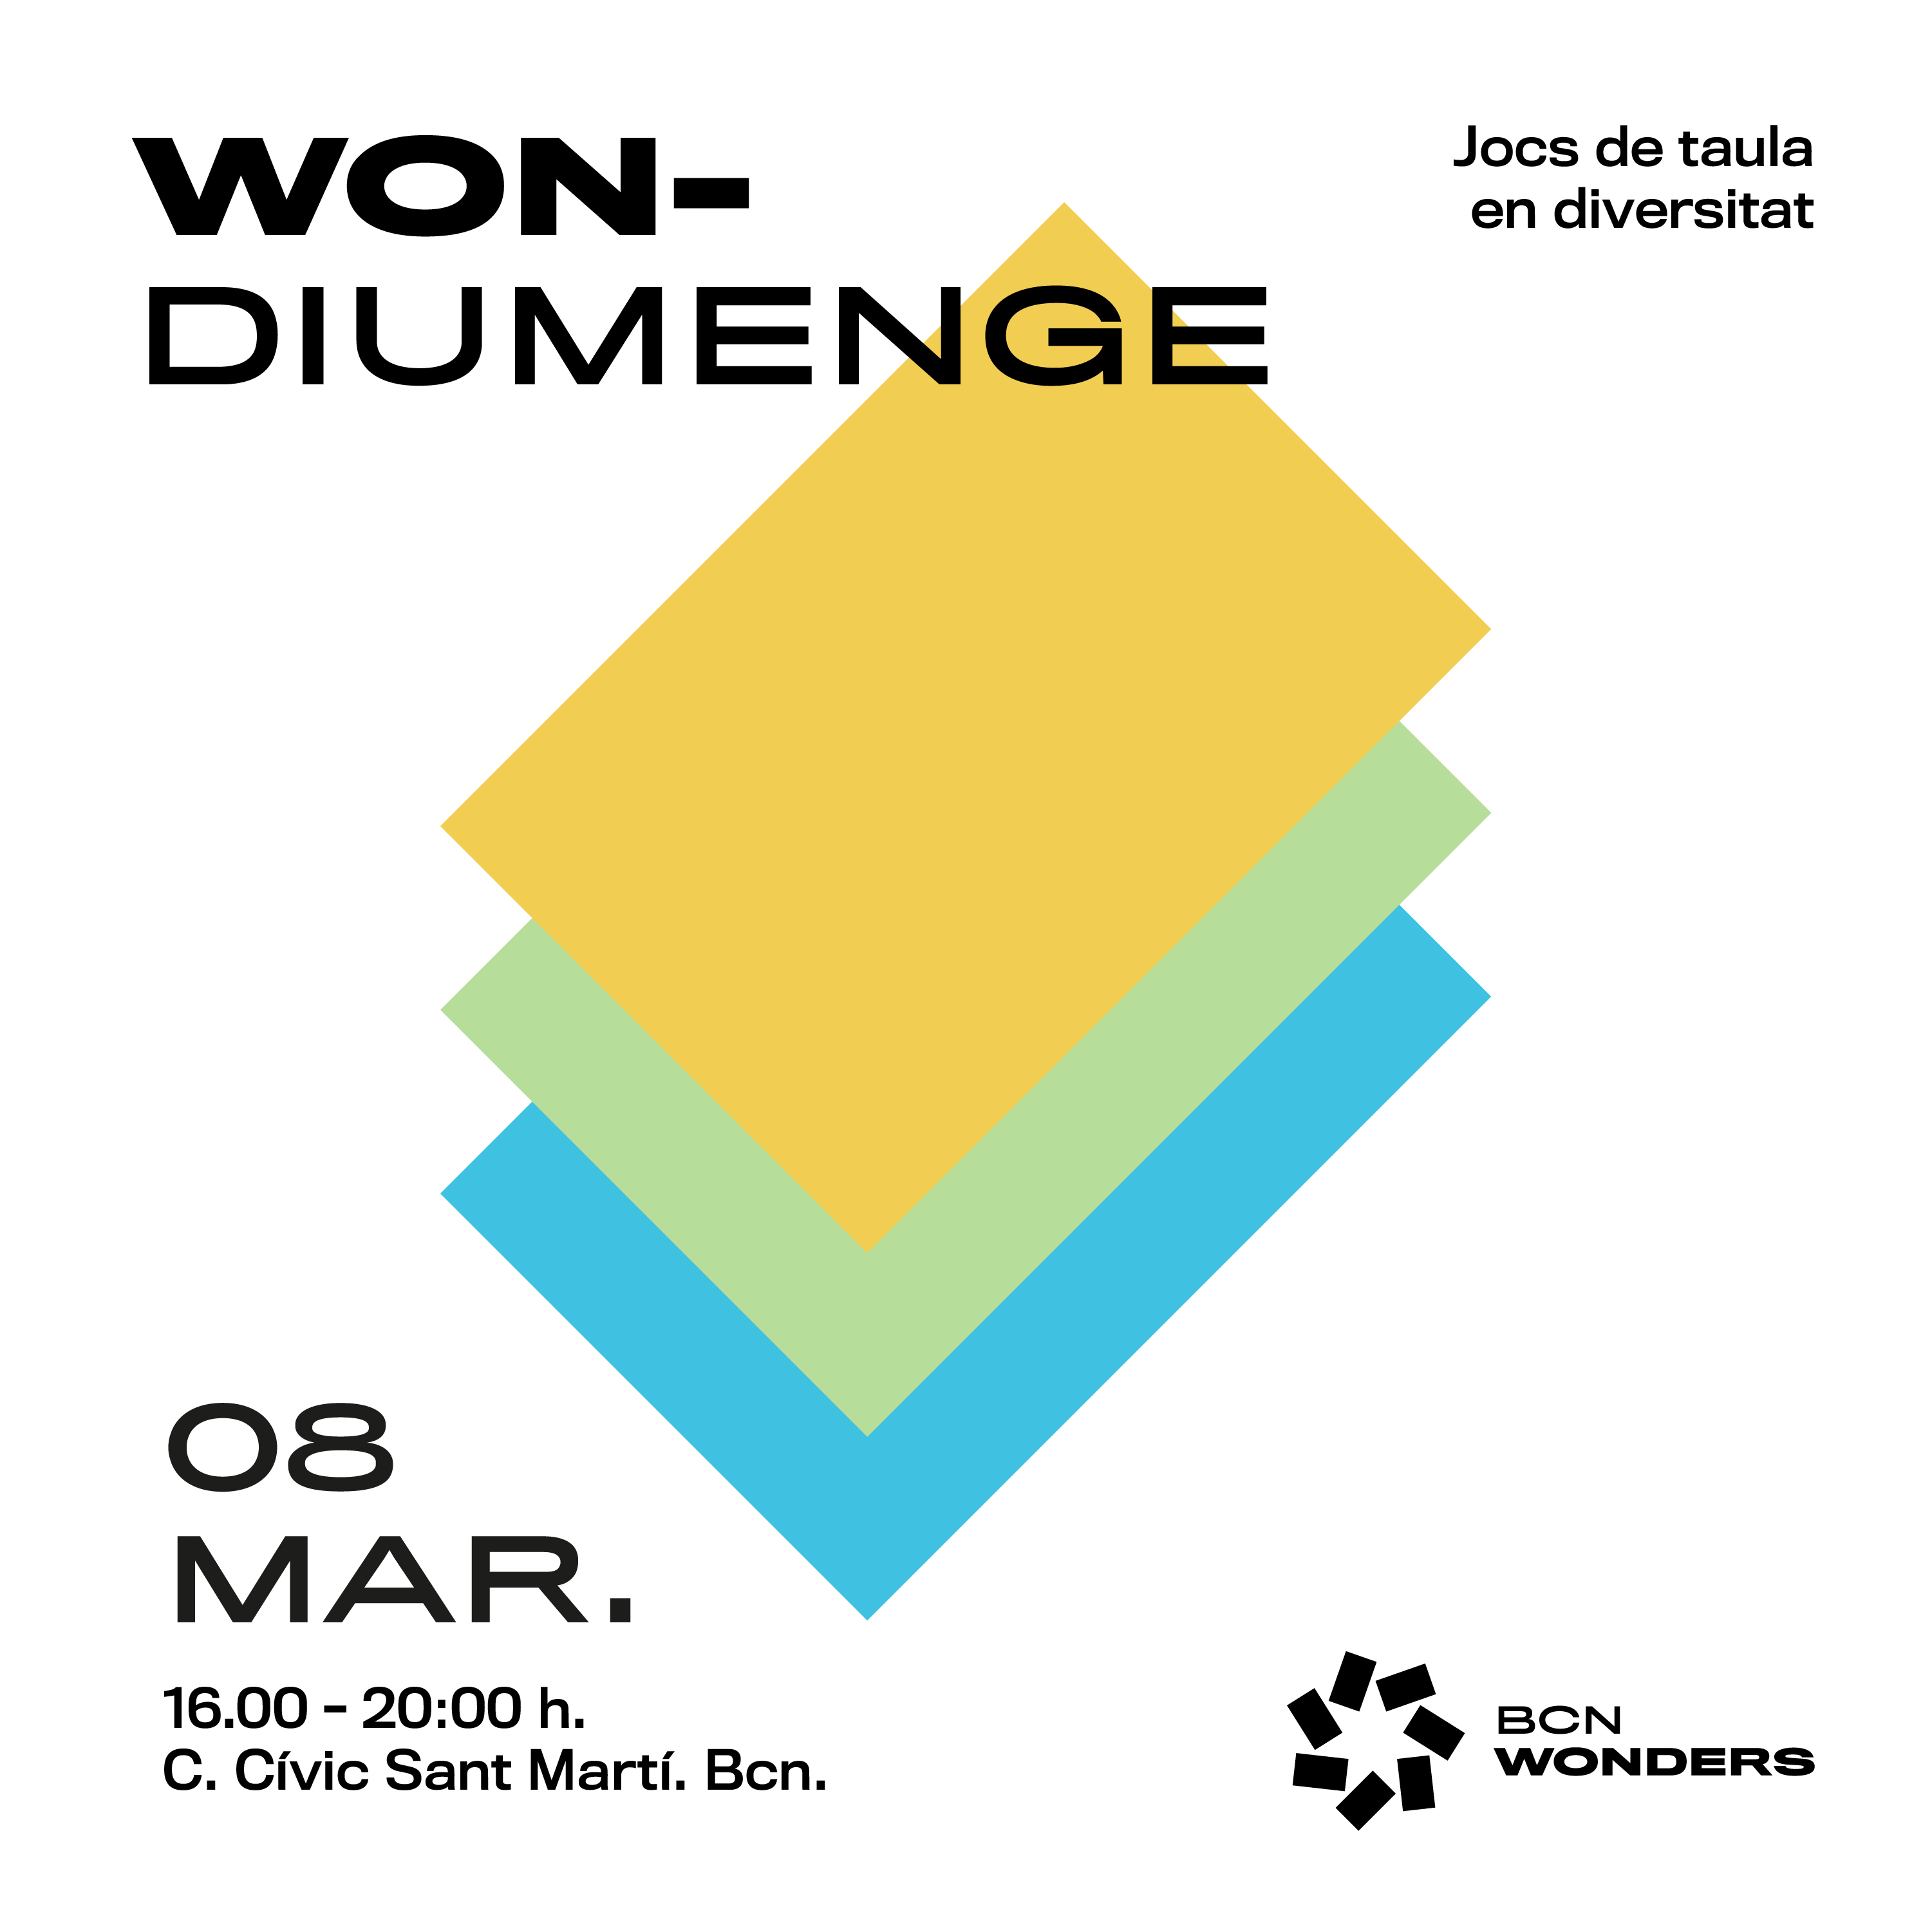 WON-
DIUMENGE
Jocs de taula
en diversitat
08
MAR.
16.00 - 20:00 h.
C. Cívic Sant Martí. Bcn.
BCN
WONDERS